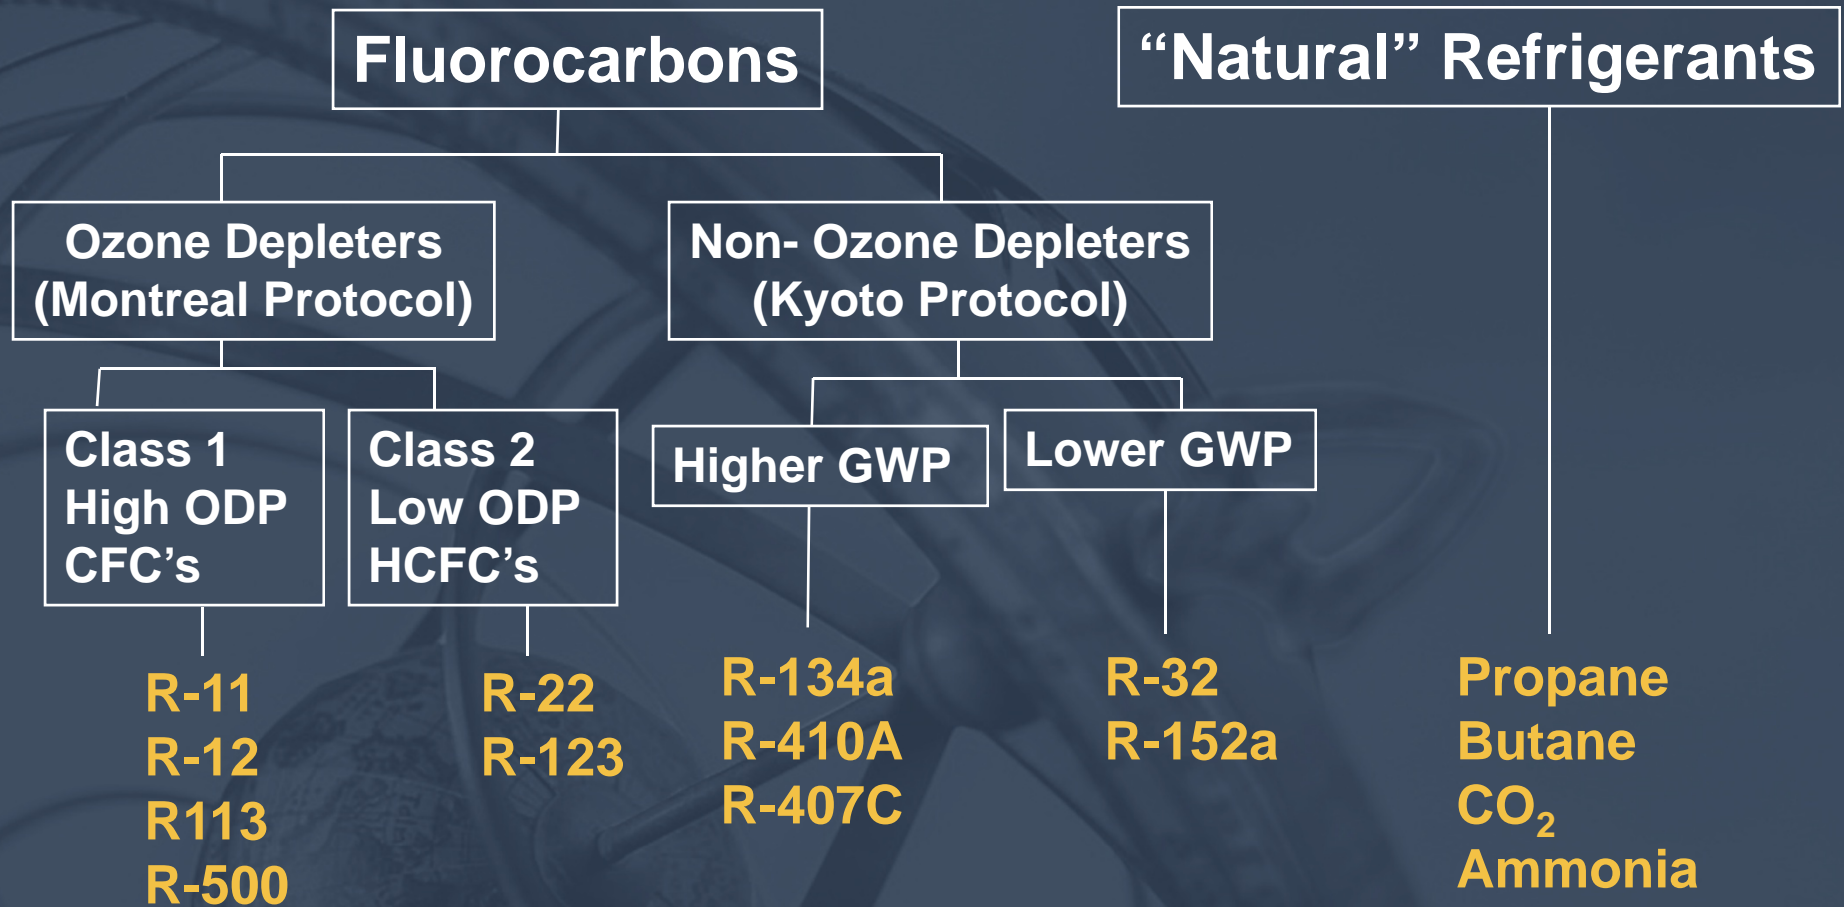 Fluorocarbons
“Natural” Refrigerants
Ozone Depleters
(Montreal Protocol)
Non- Ozone Depleters
(Kyoto Protocol)
Class 1
High ODP
CFC’s
Class 2
Low ODP
HCFC’s
Higher GWP
Lower GWP
R-11
R-12
R113
R-500
R-22
R-123
R-134a
R-410A
R-407C
R-32
R-152a
Propane
Butane
CO₂
Ammonia